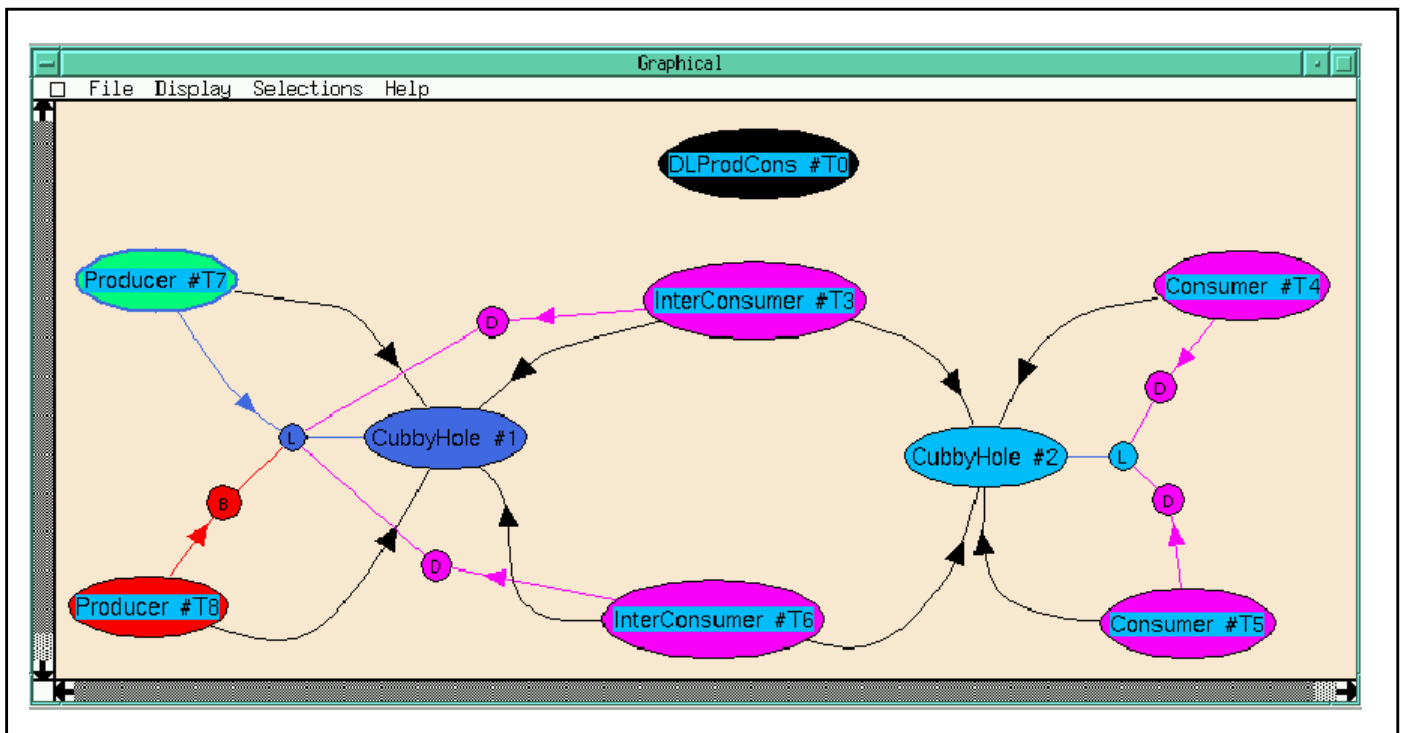 Graphical
File Display Selections Help
DLProdCons #T0
Producer #T7
InterConsumer #T3
Consumer #T4
D
D
L
CubbyHole #1
CubbyHole #2
L
B
D
D
Producer #T8
InterConsumer #T6
Consumer #T5